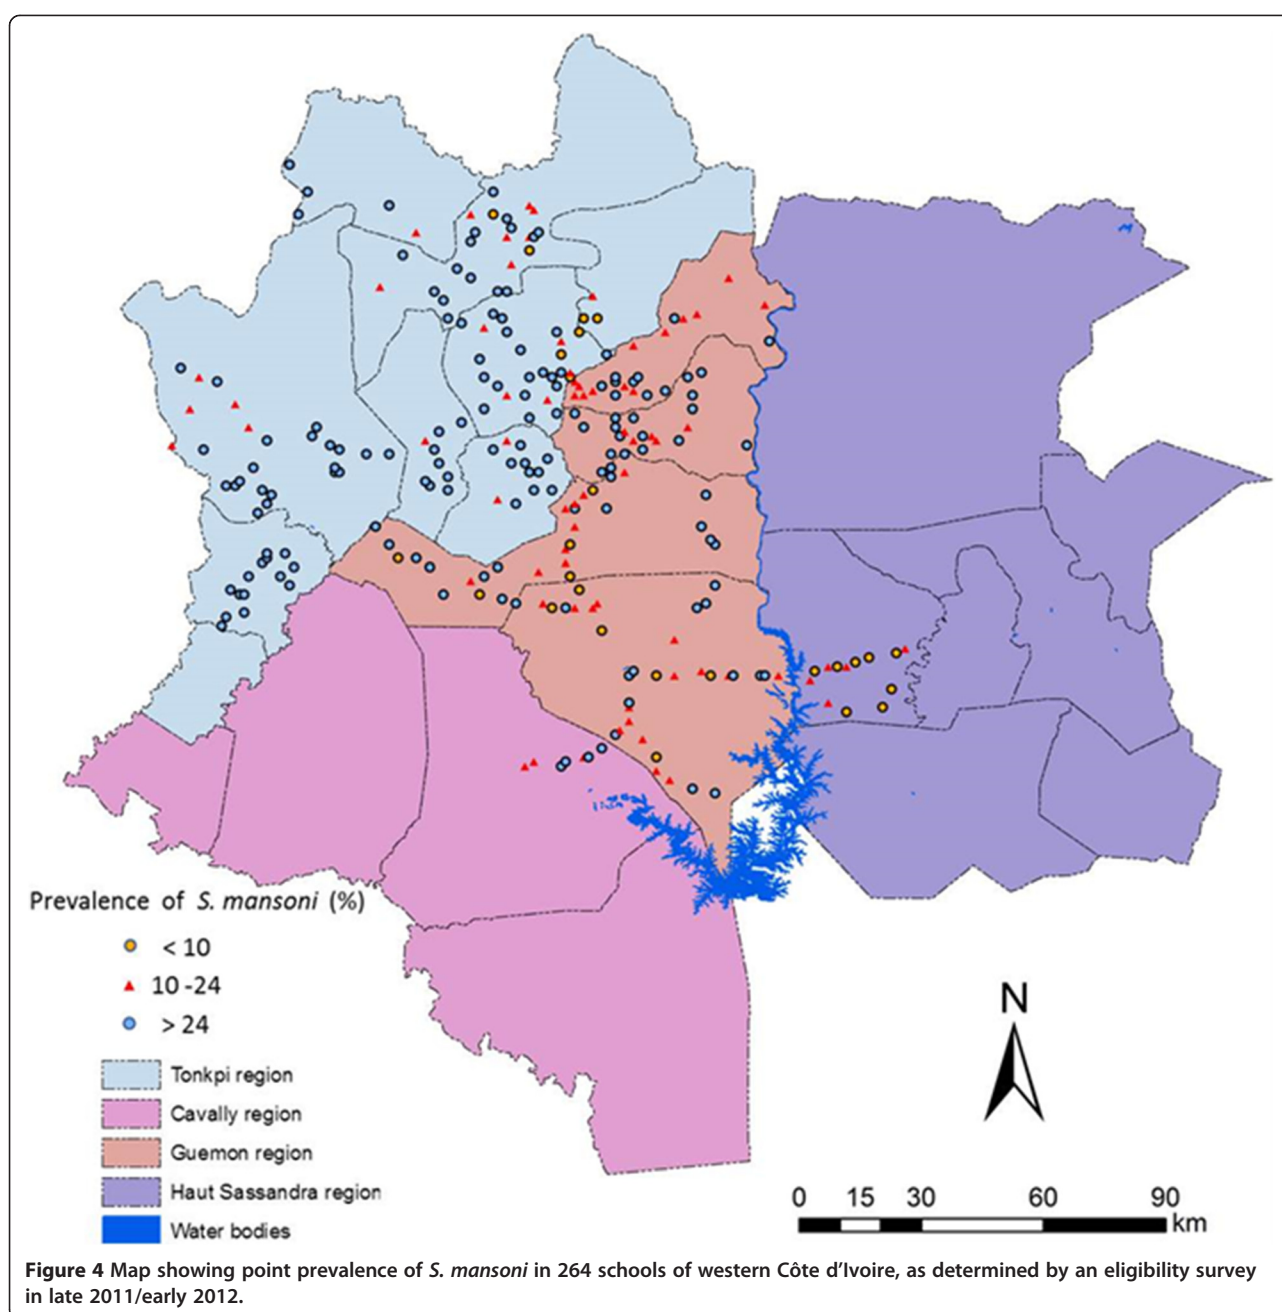 Prevalence of S. mansoni (%)
< 10
10 -24
> 24
Tonkpi region
Cavally region
Guemon region
Haut Sassandra region
Water bodies
N
0 15 30 60 90
km
Figure 4 Map showing point prevalence of S. mansoni in 264 schools of western Côte d'Ivoire, as determined by an eligibility survey
in late 2011/early 2012.